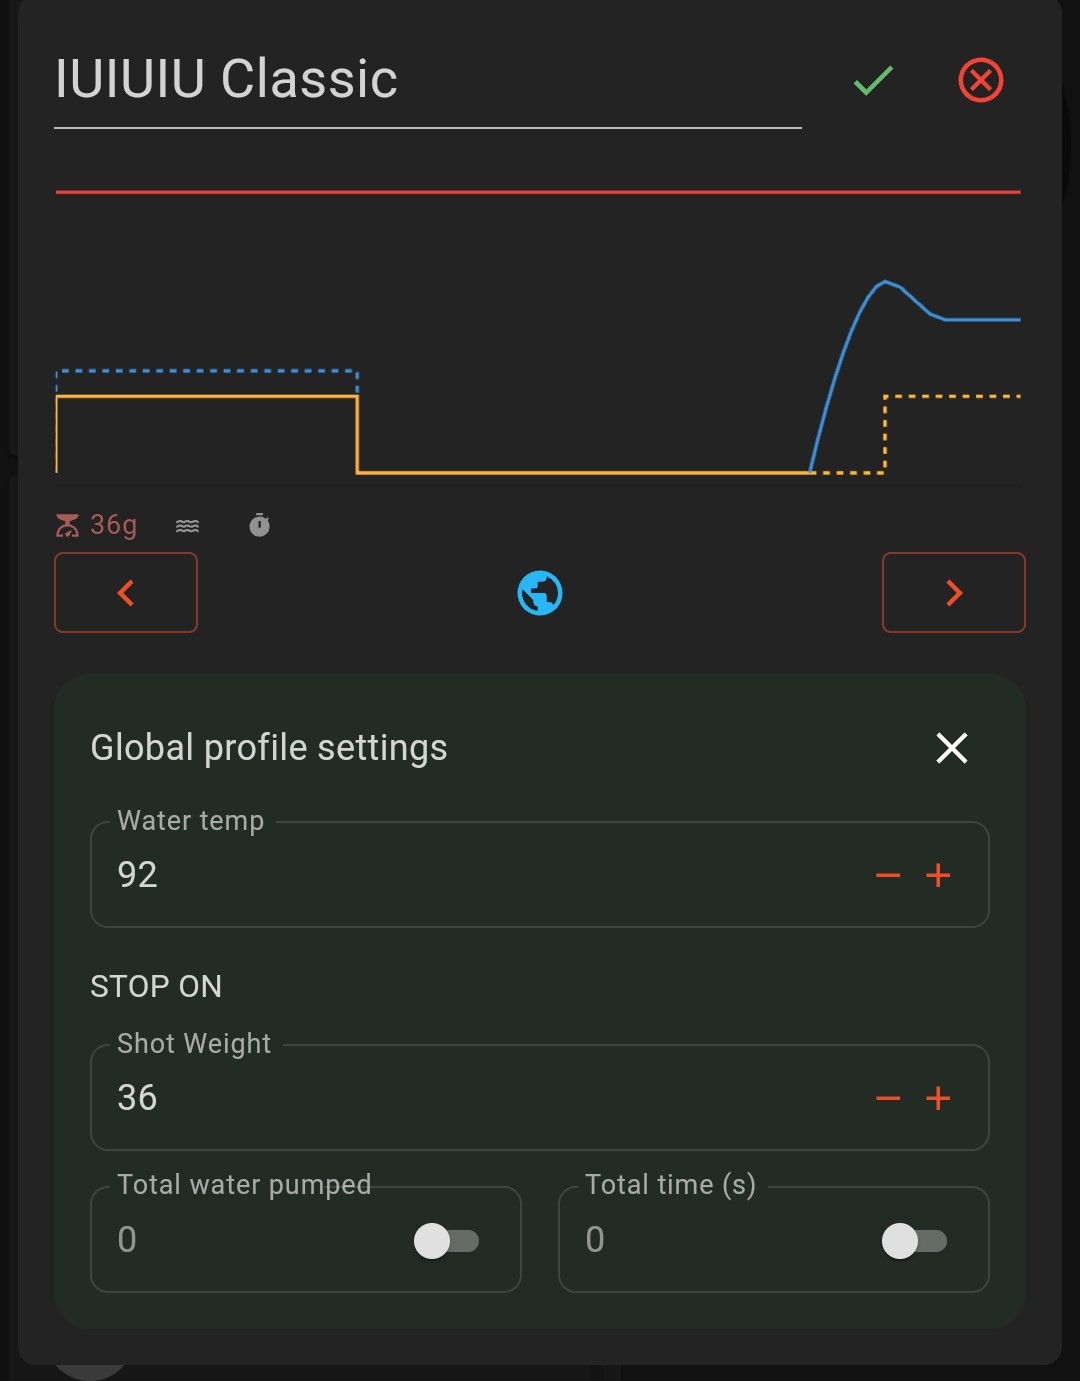 IUIUIU Classic
36g
Global profile settings
Water temp
92
STOP ON
Shot Weight
36
Total water pumped
0
Total time (s)
0